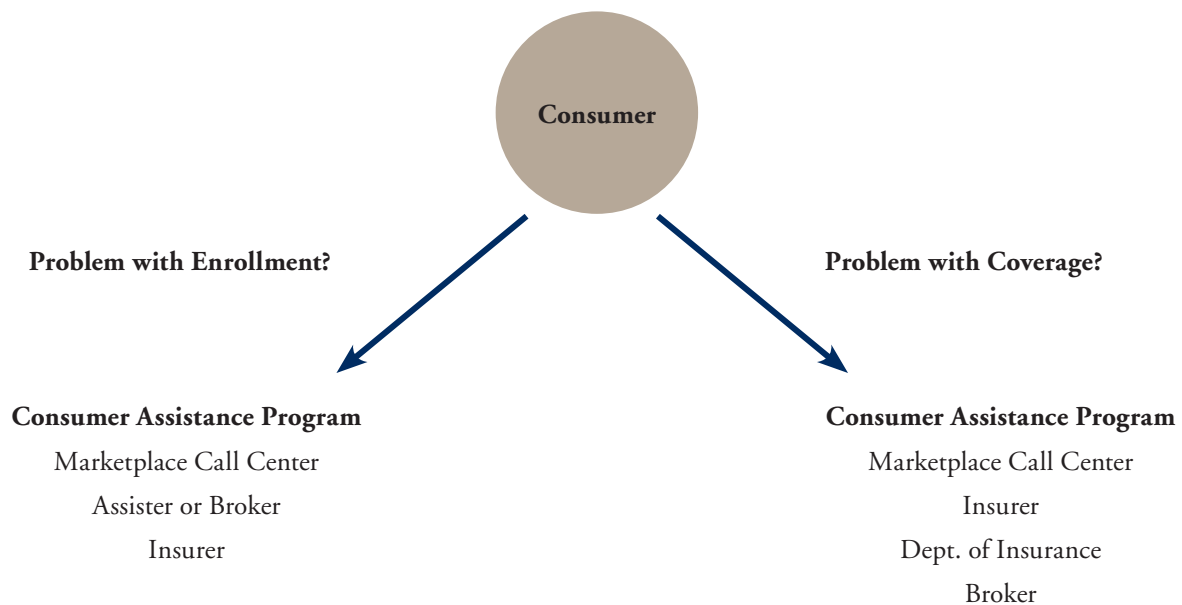 Consumer
Problem with Enrollment?
Problem with Coverage?
Consumer Assistance Program
Marketplace Call Center
Assister or Broker
Insurer
Consumer Assistance Program
Marketplace Call Center
Insurer
Dept. of Insurance
Broker